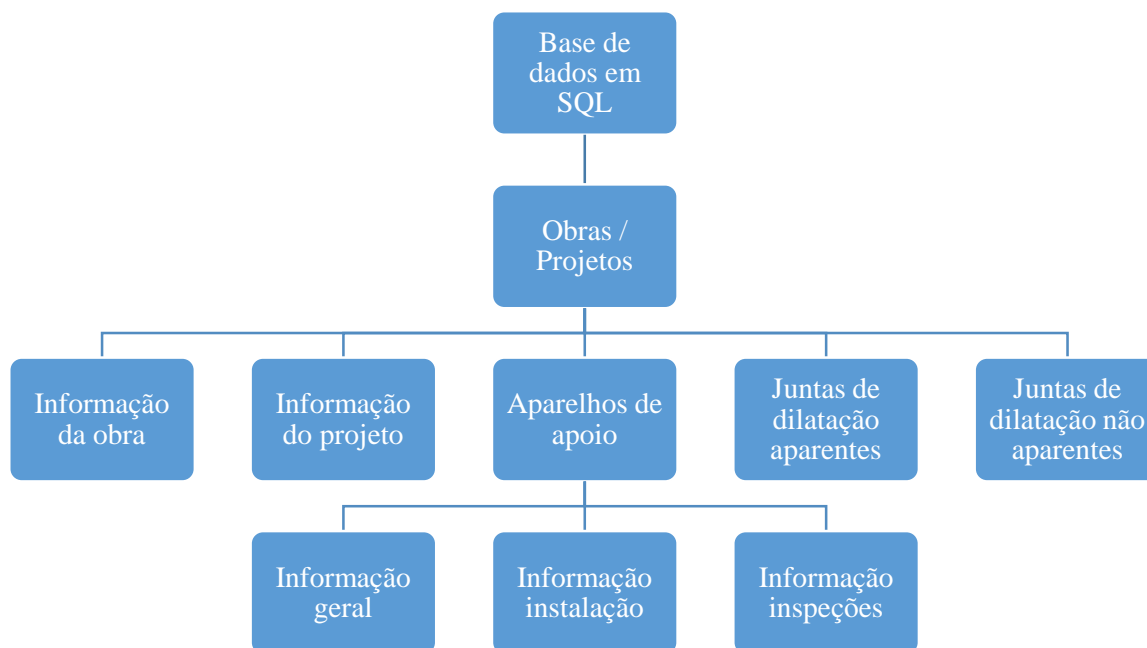 Base de
dados em
SQL
Obras /
Projetos
Informação
da obra
Informação
do projeto
Aparelhos de
apoio
Juntas de
dilatação
aparentes
Juntas de
dilatação não
aparentes
Informação
geral
Informação
instalação
Informação
inspeções